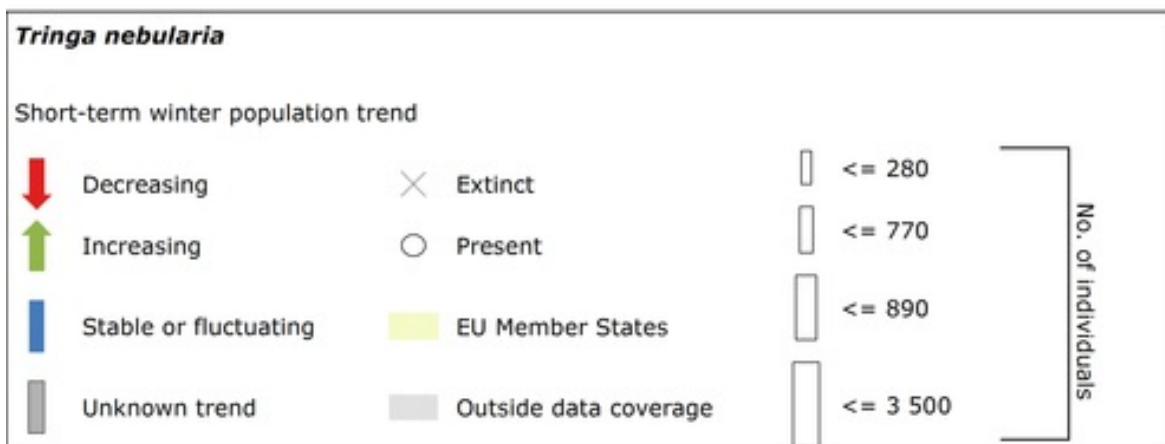 Tringa nebularia
Short-term winter population trend
Decreasing
Increasing
Stable or fluctuating
Unknown trend
Extinct
Present
EU Member States
Outside data coverage
<= 280
<= 770
<= 890
<= 3 500
No. of individuals